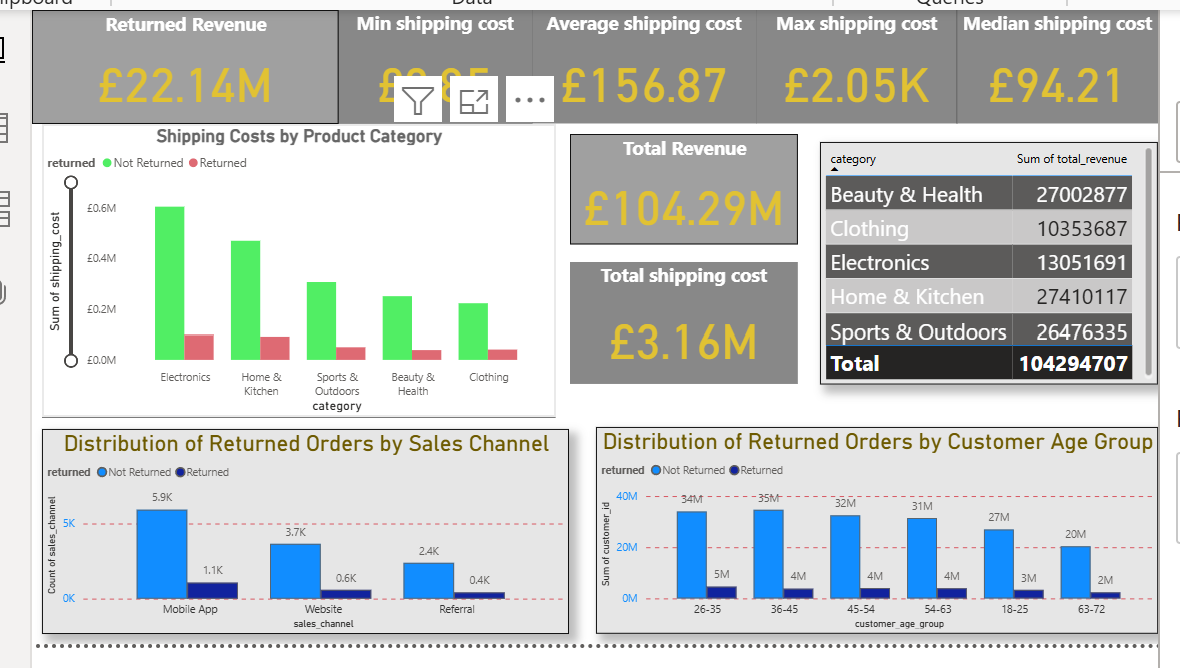 Data
Queries
Returned Revenue
£22.14M
Min shipping cost
Average shipping cost
£156.87
Max shipping cost
£2.05K
Median shipping cost
£94.21
Shipping Costs by Product Category
returned Not Returned Returned
Sum of shipping_cost
£0.6M
£0.4M
£0.2M
£0.0M
Electronics
Home &
Kitchen
Sports &
Outdoors
Beauty &
Health
Clothing
category
Total Revenue
£104.29M
Total shipping cost
£3.16M
category Sum of total_revenue
Beauty & Health 27002877
Clothing 10353687
Electronics 13051691
Home & Kitchen 27410117
Sports & Outdoors 26476335
Total 104294707
Distribution of Returned Orders by Sales Channel
returned Not Returned Returned
Count of sales_channel
5K
0K
5.9K
1.1K
3.7K
0.6K
2.4K
0.4K
Mobile App Website Referral
sales_channel
Distribution of Returned Orders by Customer Age Group
returned Not Returned Returned
Sum of customer_id
40M
20M
0M
34M
5M
35M
4M
32M
4M
31M
4M
27M
3M
20M
2M
26-35 36-45 45-54 54-63 18-25 63-72
customer_age_group